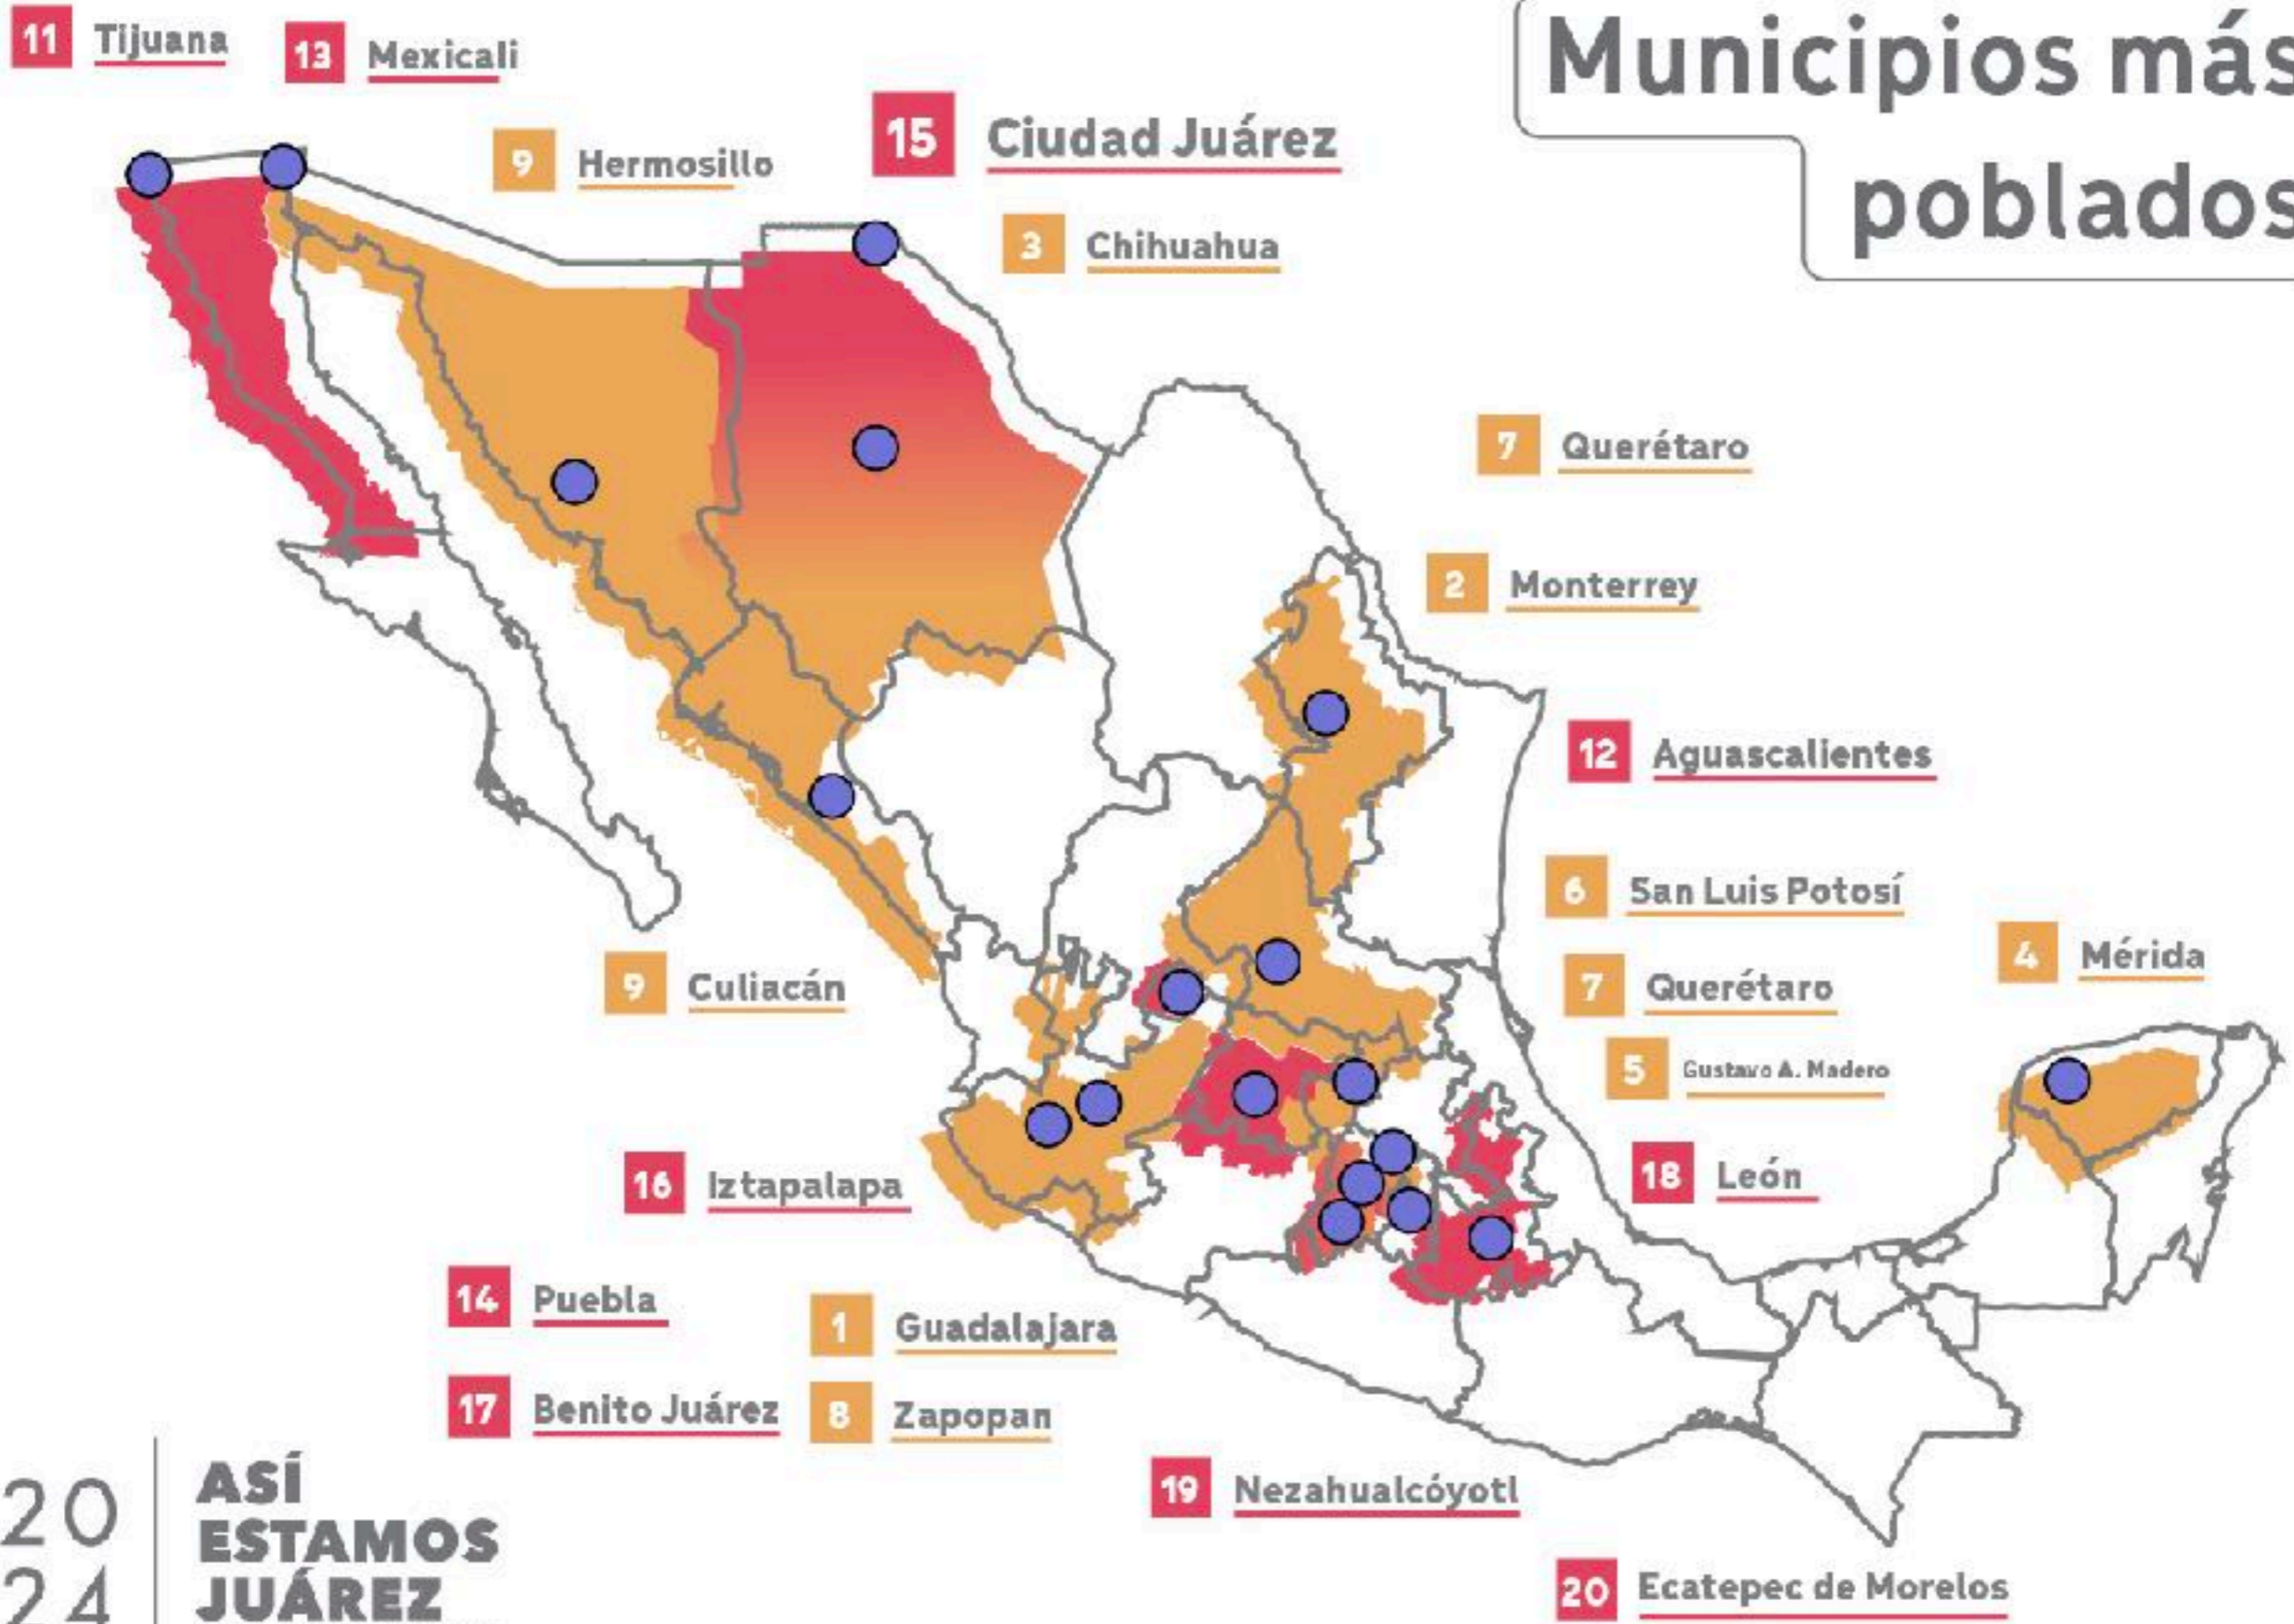 11 Tijuana
13 Mexicali
Municipios más
poblados
15 Ciudad Juárez
9 Hermosillo
3 Chihuahua
7 Querétaro
2 Monterrey
12 Aguascalientes
6 San Luis Potosí
4 Mérida
9 Culiacán
7 Querétaro
5 Gustavo A. Madero
18 León
16 Iztapalapa
14 Puebla
1 Guadalajara
17 Benito Juárez
8 Zapopan
19 Nezahualcóyotl
20 Ecatepec de Morelos
20
24
ASÍ
ESTAMOS
JUÁREZ